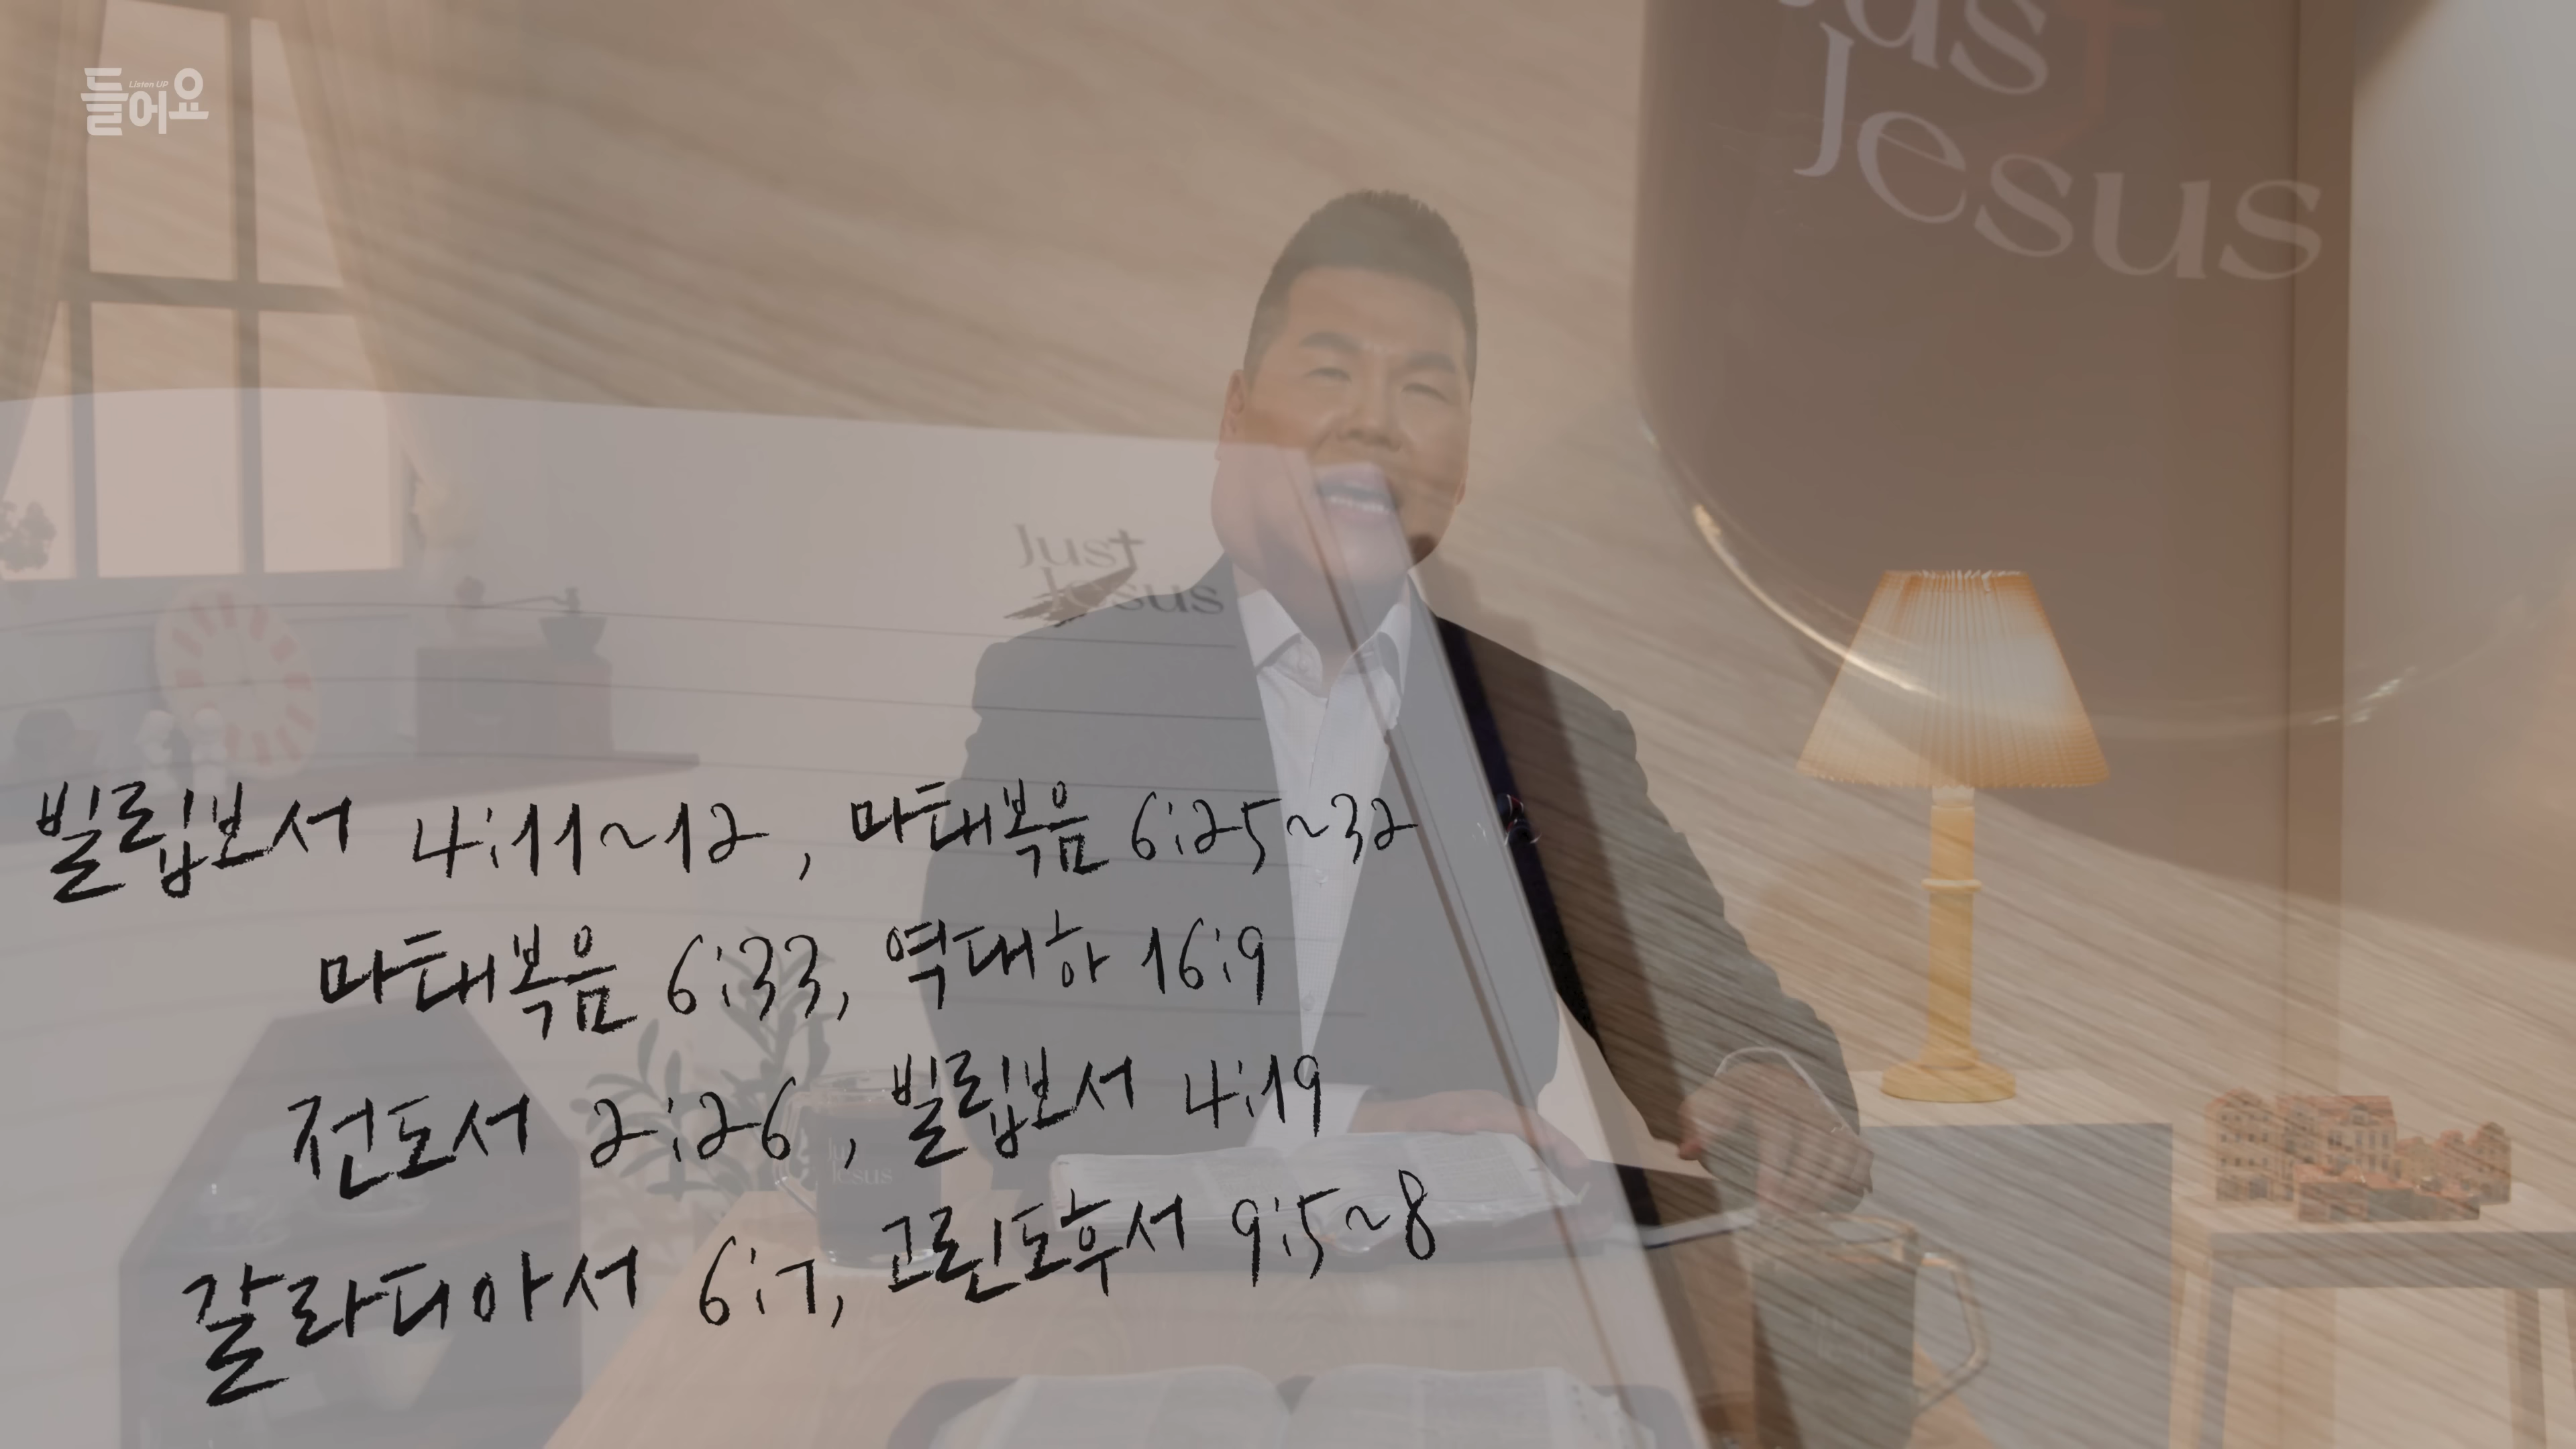 들어요
Listen UP
Just
Jesus
Just
Jesus
빌립보서 4:11~12, 마태복음 6:25~32
마태복음 6:33, 역대하 16:9
전도서 2:26, 빌립보서 4:19
갈라디아서 6:7, 고린도후서 9:5~8
Jesus